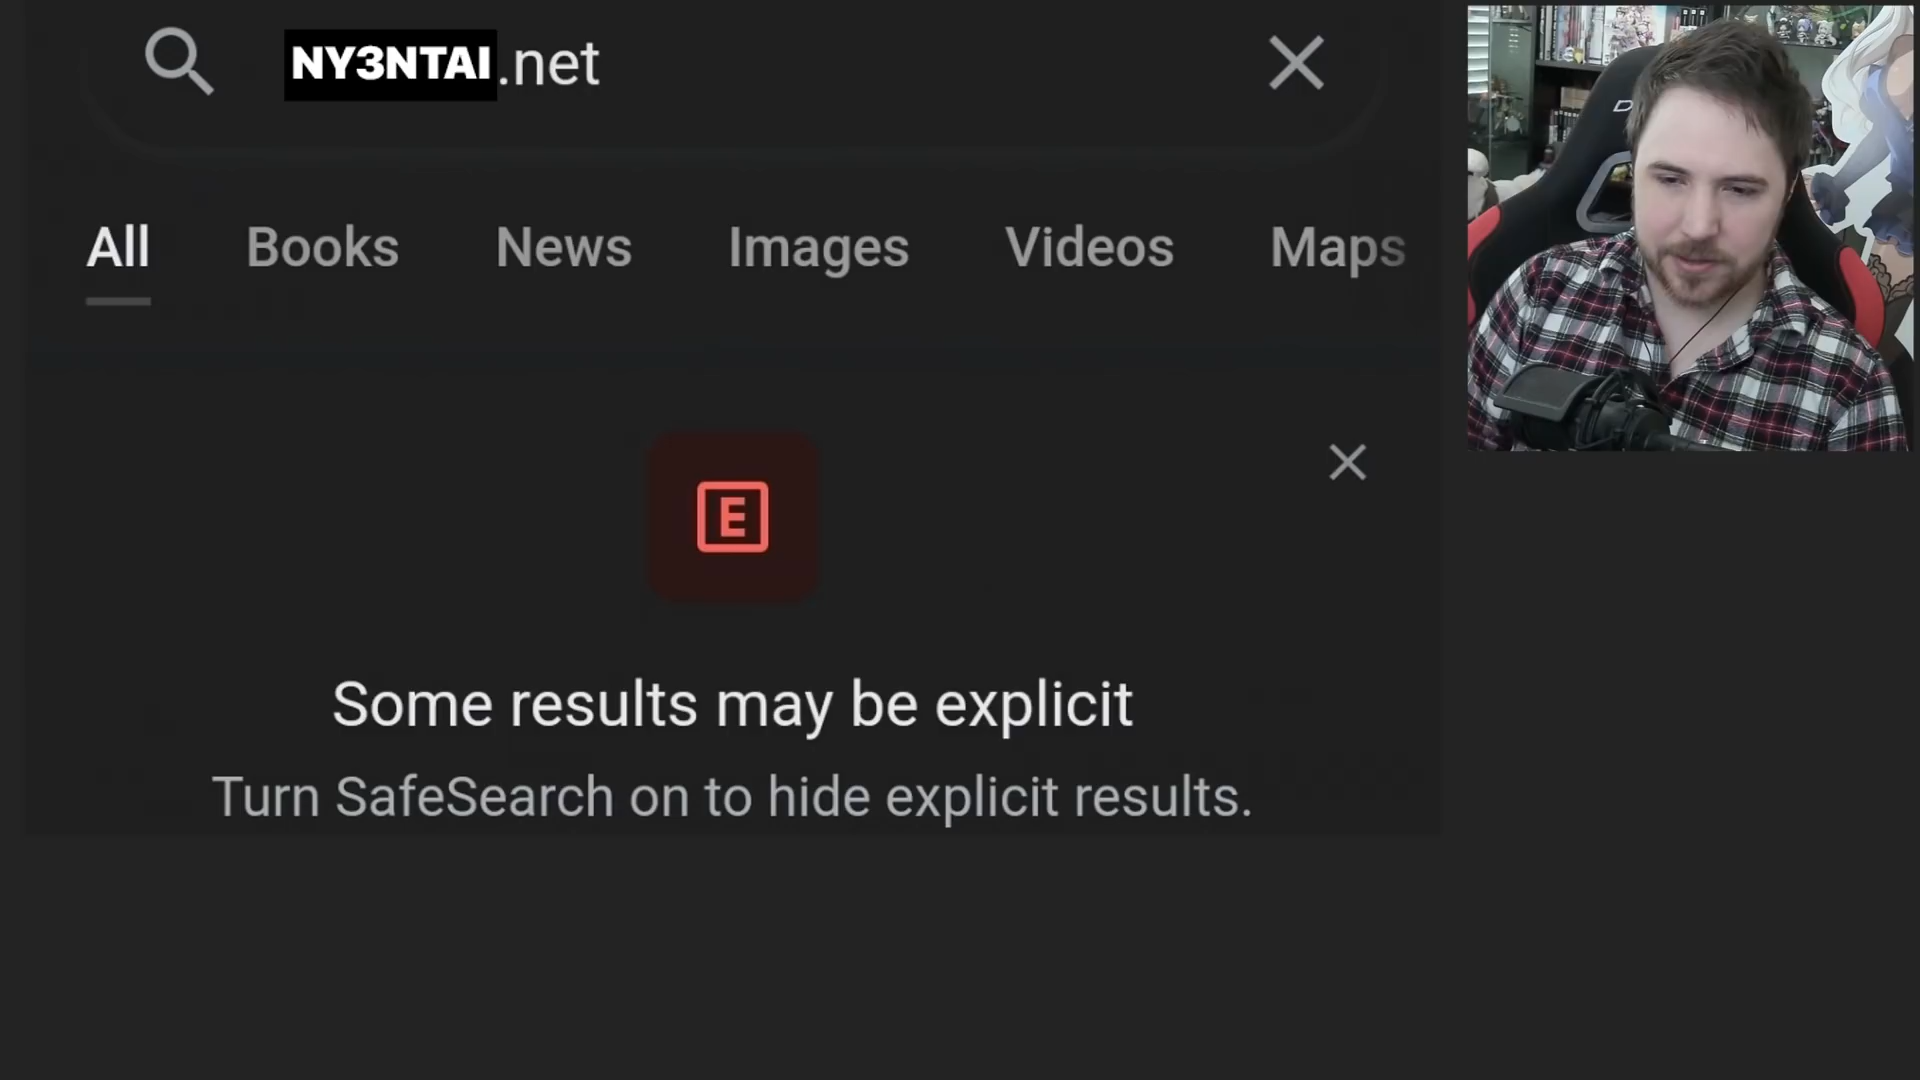 NY3NTAI.net
All Books News Images Videos Maps
E
Some results may be explicit
Turn SafeSearch on to hide explicit results.